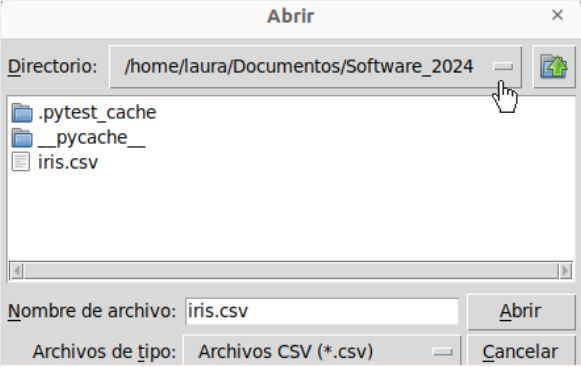 Abrir
Directorio: /home/laura/Documentos/Software_2024
.pytest_cache
__pycache__
iris.csv
Nombre de archivo: iris.csv Abrir
Archivos de tipo: Archivos CSV (*.csv) Cancelar